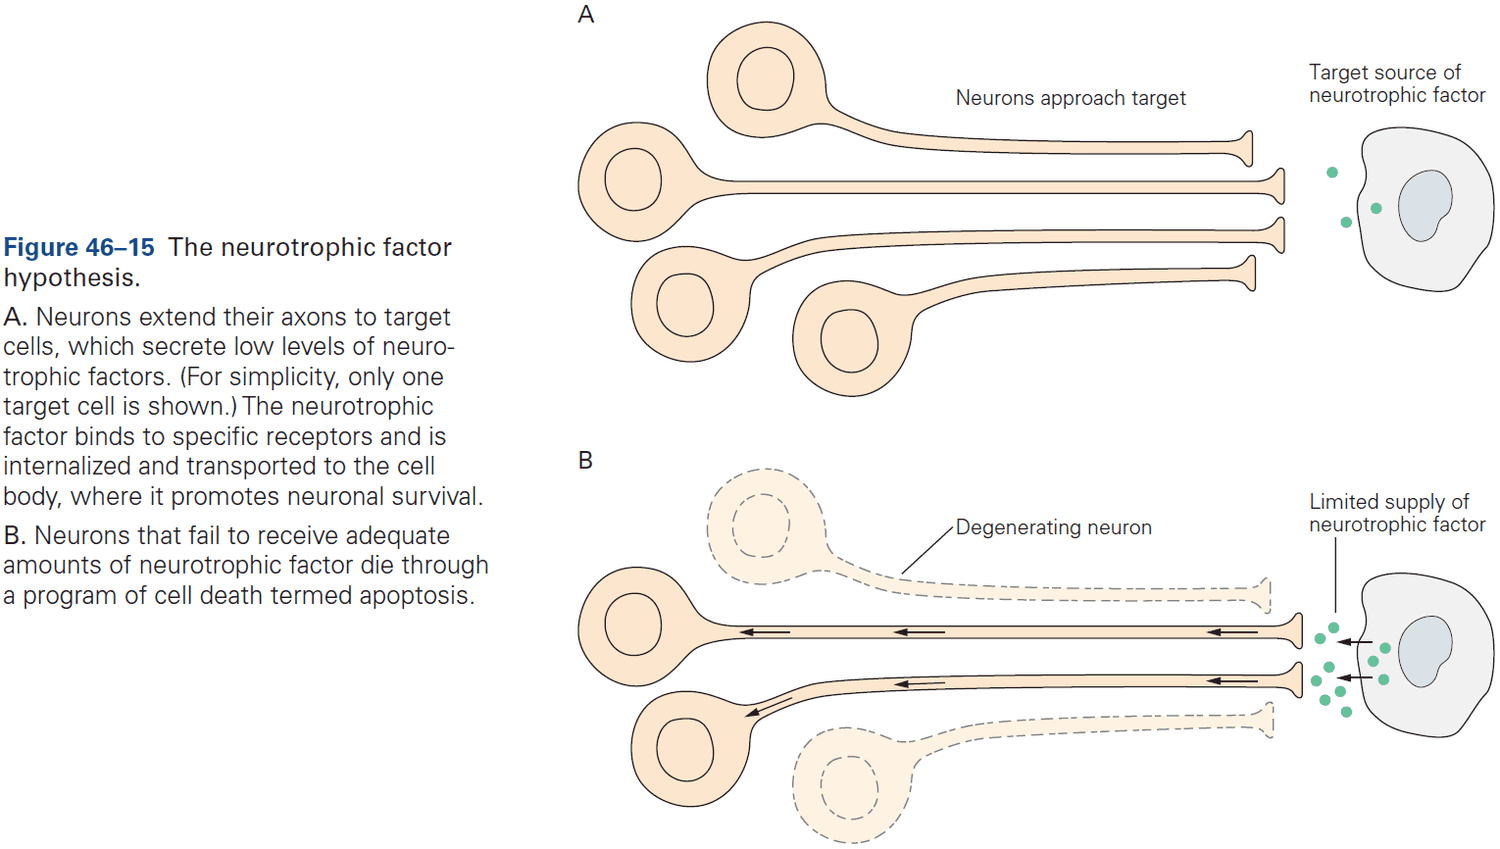 Figure 46–15 The neurotrophic factor
hypothesis.
A. Neurons extend their axons to target
cells, which secrete low levels of neuro-
trophic factors. (For simplicity, only one
target cell is shown.) The neurotrophic
factor binds to specific receptors and is
internalized and transported to the cell
body, where it promotes neuronal survival.
B. Neurons that fail to receive adequate
amounts of neurotrophic factor die through
a program of cell death termed apoptosis.
A
Neurons approach target
Target source of
neurotrophic factor
B
Degenerating neuron
Limited supply of
neurotrophic factor